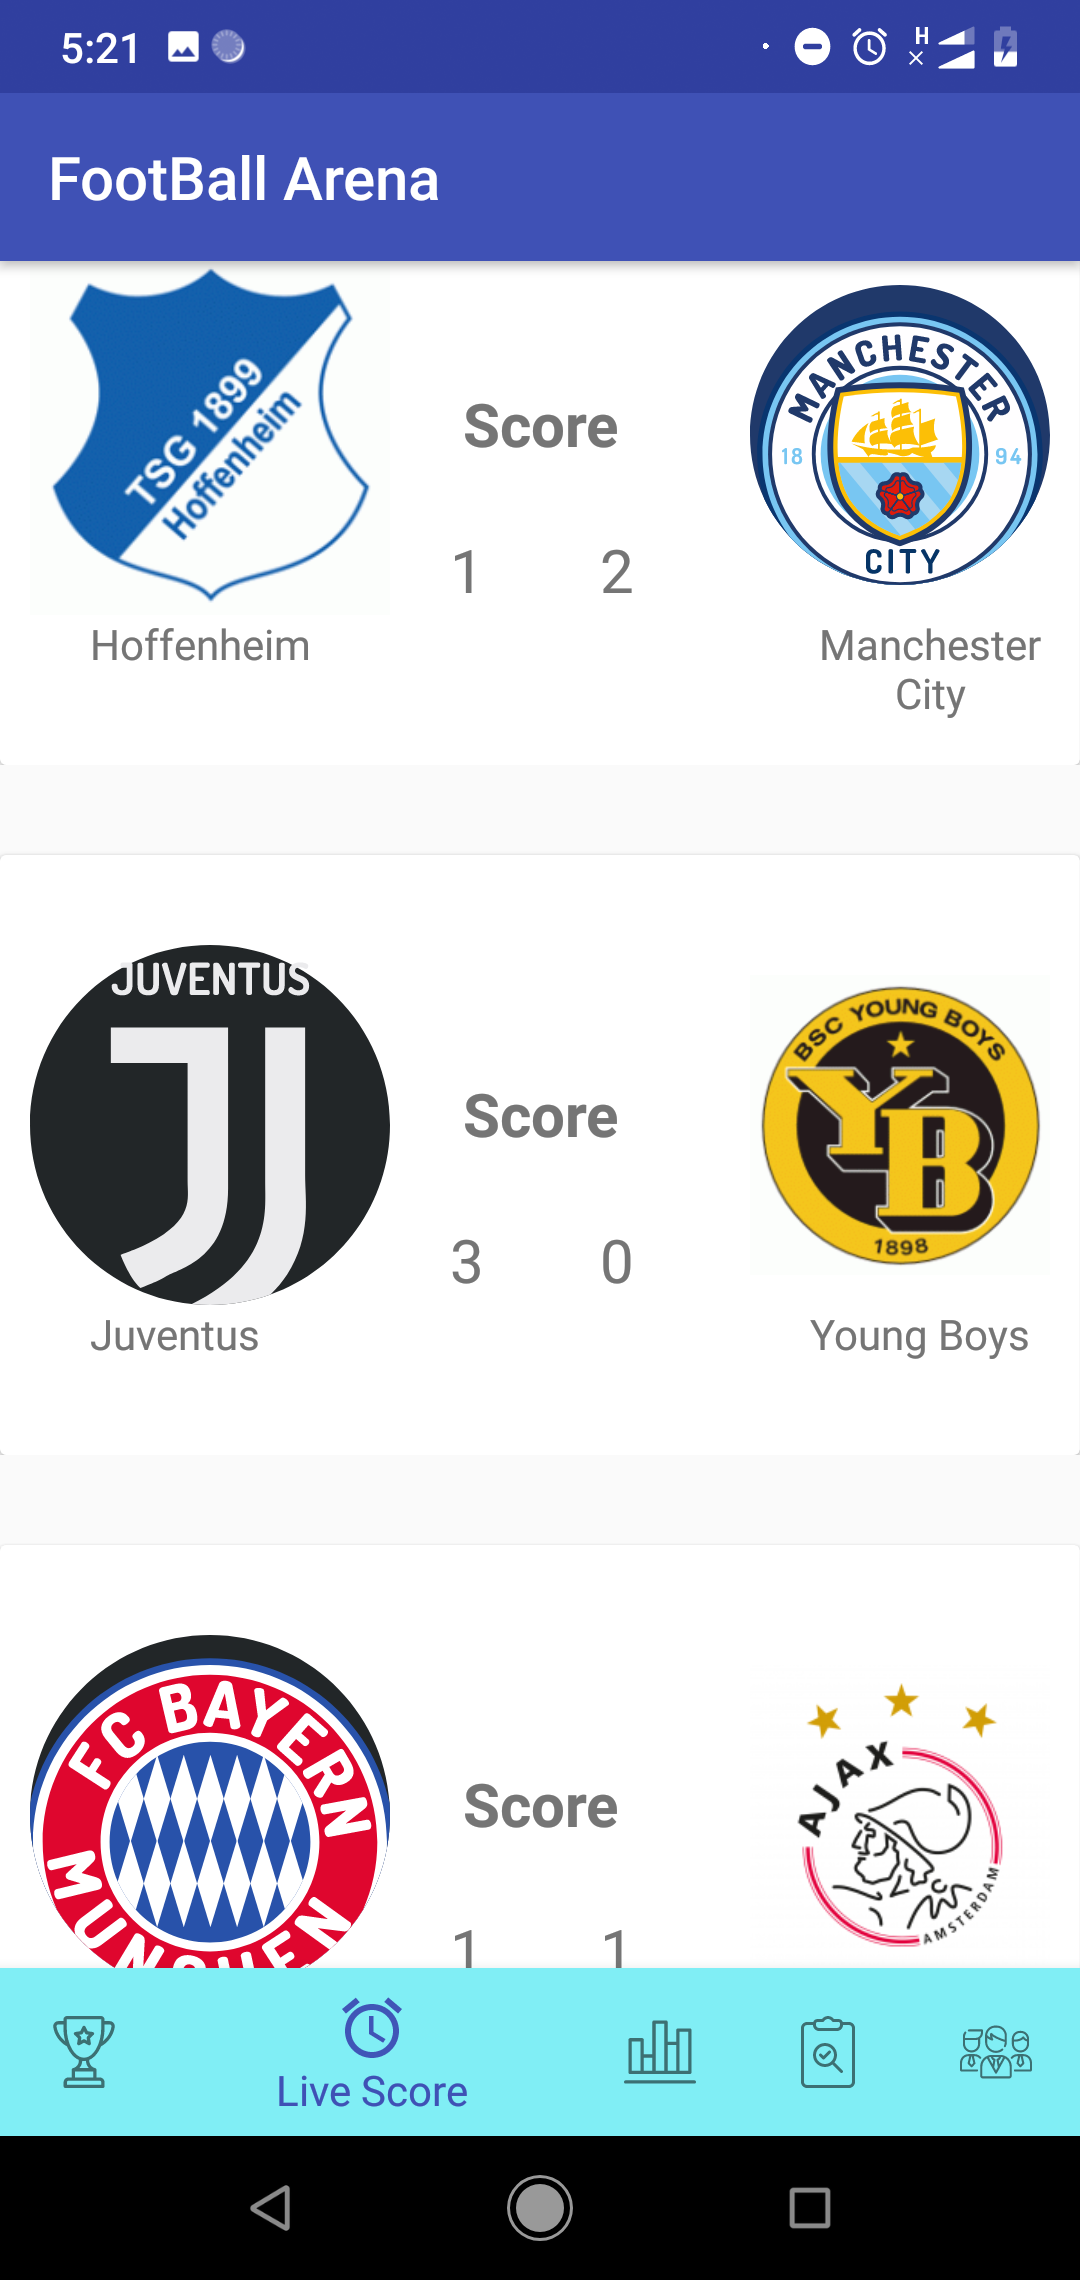 5:21
H
FootBall Arena
TSG 1899
Hoffenheim
MANCHESTER
18 94
CITY
Score
1 2
Hoffenheim
Manchester
City
JUVENTUS
BSC YOUNG BOYS
YB
1898
Score
3 0
Juventus
Young Boys
FC BAYERN
MÜNCHEN
AJAX
AMSTERDAM
Score
1 1
Live Score